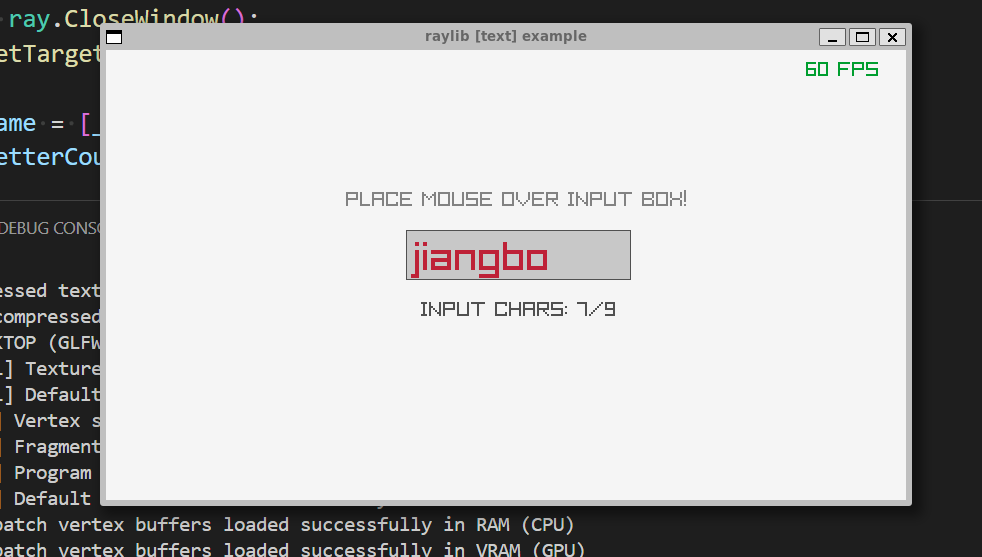 ray.CloseWindow();
raylib [text] example
etTarget
60 FPS
ame = [_
etterCou
PLACE MOUSE OVER INPUT BOX!
DEBUG CONSO
jiangbo
essed text
INPUT CHARS: 7/9
compressed
KTOP (GLFW
] Texture
] Default
Vertex s
Fragment
Program
Default
batch vertex buffers loaded successfully in RAM (CPU)
batch vertex buffers loaded successfully in VRAM (GPU)